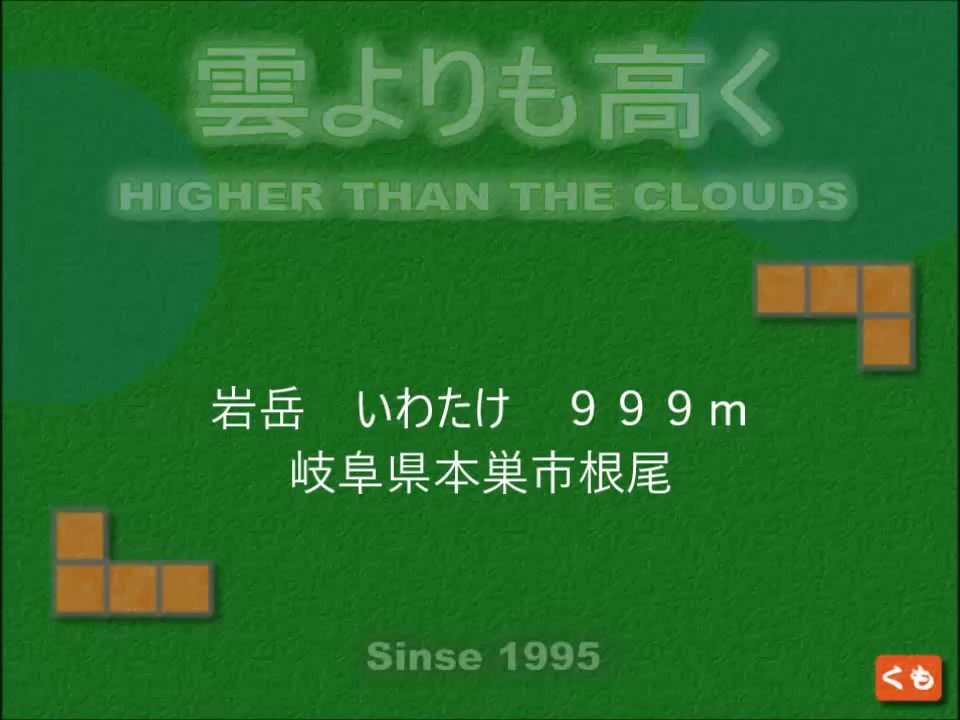 雲よりも高く
HIGHER THAN THE CLOUDS
岩岳　いわたけ　９９９ｍ
岐阜県本巣市根尾
Sinse 1995
くも